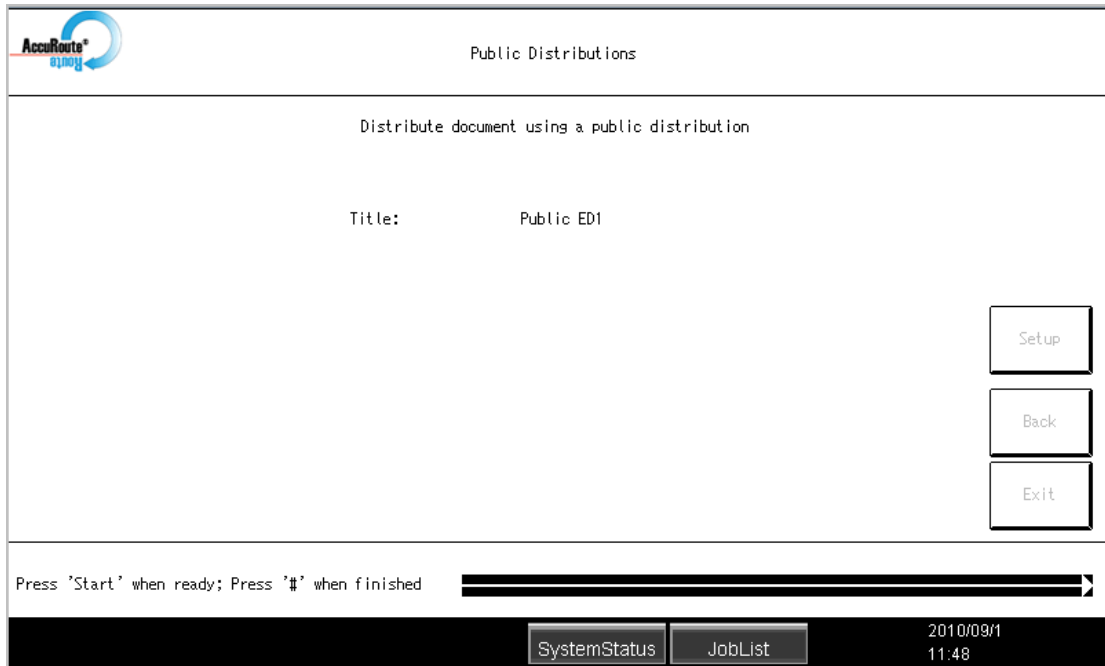 AccuRoute®
Route
Public Distributions
Distribute document using a public distribution
Title: Public ED1
Setup
Back
Exit
Press 'Start' when ready; Press '#' when finished
SystemStatus JobList 2010/09/1
11:48